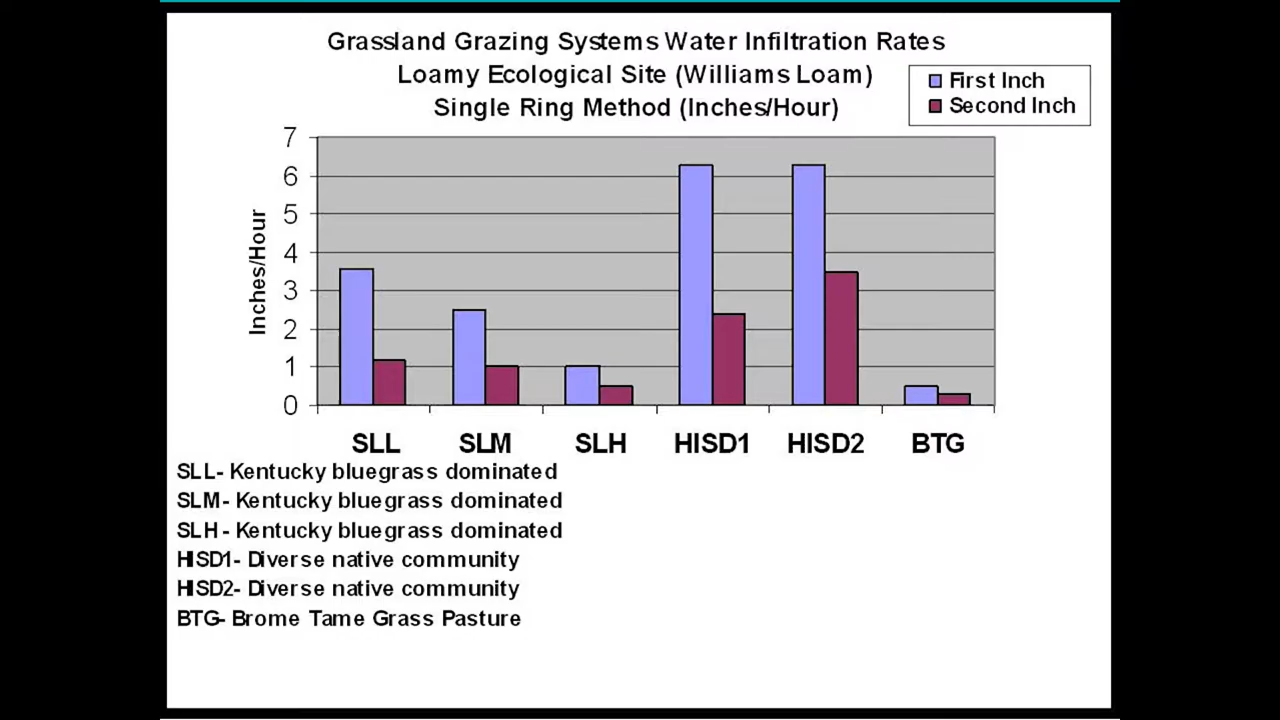 Grassland Grazing Systems Water Infiltration Rates
Loamy Ecological Site (Williams Loam)
Single Ring Method (Inches/Hour)
First Inch
Second Inch
Inches/Hour
7
6
5
4
3
2
1
0
SLL SLM SLH HISD1 HISD2 BTG
SLL- Kentucky bluegrass dominated
SLM- Kentucky bluegrass dominated
SLH - Kentucky bluegrass dominated
HISD1- Diverse native community
HISD2- Diverse native community
BTG- Brome Tame Grass Pasture